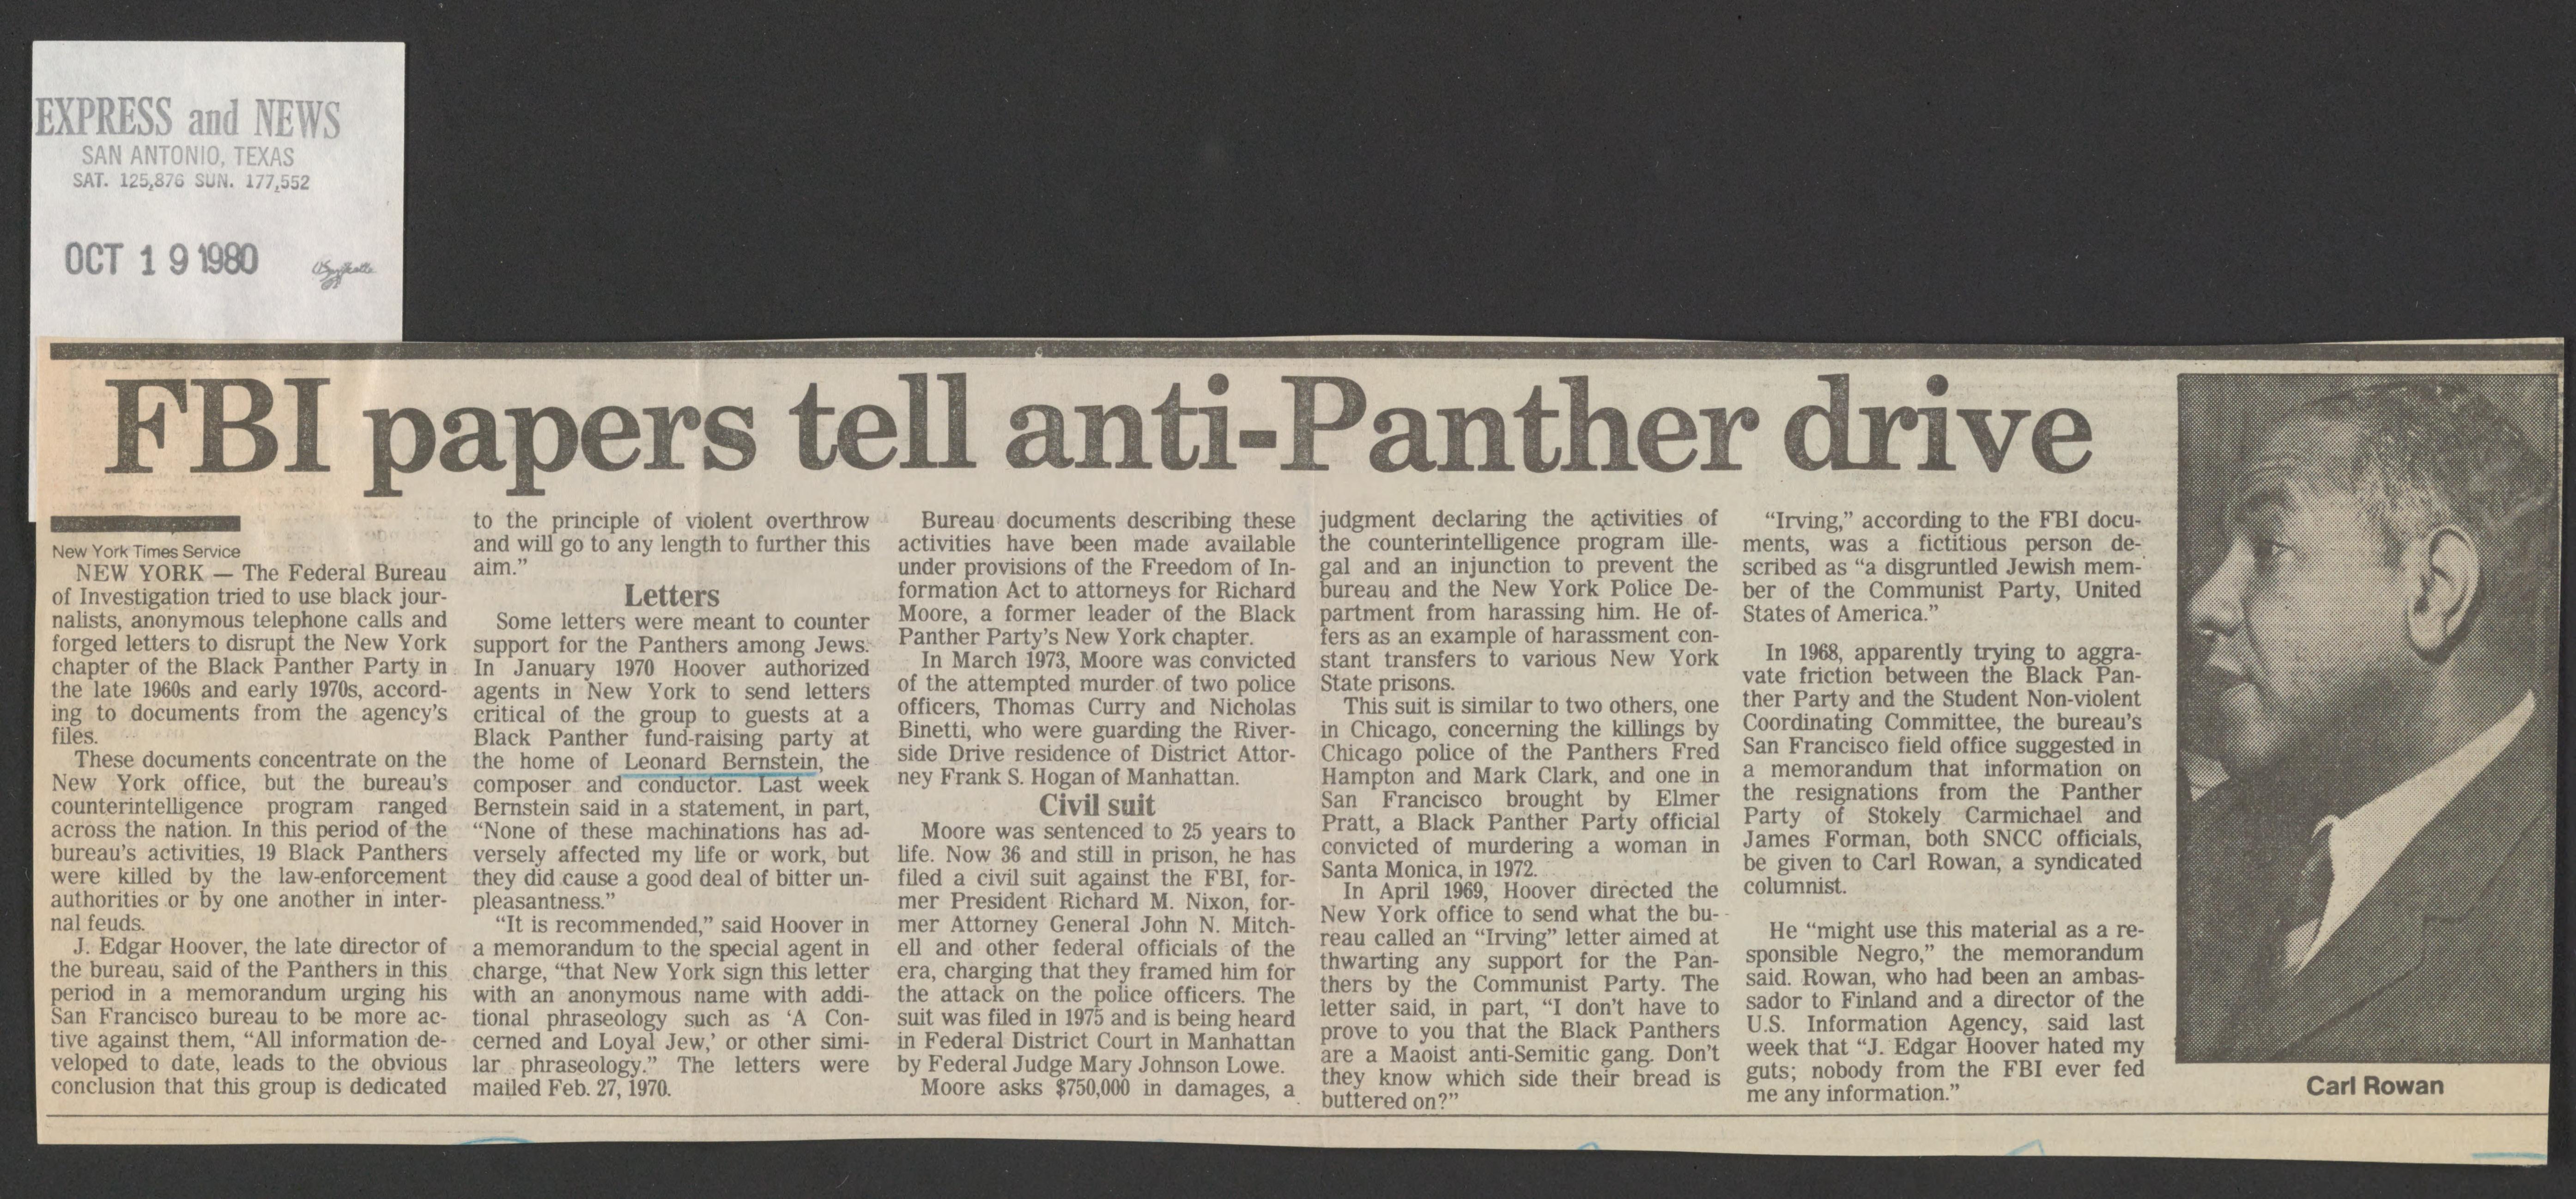 EXPRESS and NEWS
SAN ANTONIO, TEXAS
SAT. 125,876 SUN. 177,552
OCT 19 1980
FBI papers tell anti-Panther drive
New York Times Service
NEW YORK — The Federal Bureau
of Investigation tried to use black jour-
nalists, anonymous telephone calls and
forged letters to disrupt the New York
chapter of the Black Panther Party in
the late 1960s and early 1970s, accord-
ing to documents from the agency's
files.
These documents concentrate on the
New York office, but the bureau's
counterintelligence program ranged
across the nation. In this period of the
bureau's activities, 19 Black Panthers
were killed by the law-enforcement
authorities or by one another in inter-
nal feuds.
J. Edgar Hoover, the late director of
the bureau, said of the Panthers in this
period in a memorandum urging his
San Francisco bureau to be more ac-
tive against them, “All information de-
veloped to date, leads to the obvious
conclusion that this group is dedicated
to the principle of violent overthrow
and will go to any length to further this
aim.”
Letters
Some letters were meant to counter
support for the Panthers among Jews.
In January 1970 Hoover authorized
agents in New York to send letters
critical of the group to guests at a
Black Panther fund-raising party at
the home of Leonard Bernstein, the
composer and conductor. Last week
Bernstein said in a statement, in part,
“None of these machinations has ad-
versely affected my life or work, but
they did cause a good deal of bitter un-
pleasantness.”
“It is recommended,” said Hoover in
a memorandum to the special agent in
charge, “that New York sign this letter
with an anonymous name with addi-
tional phraseology such as ‘A Con-
cerned and Loyal Jew,’ or other simi-
lar phraseology.” The letters were
mailed Feb. 27, 1970.
Bureau documents describing these
activities have been made available
under provisions of the Freedom of In-
formation Act to attorneys for Richard
Moore, a former leader of the Black
Panther Party's New York chapter.
In March 1973, Moore was convicted
of the attempted murder of two police
officers, Thomas Curry and Nicholas
Binetti, who were guarding the River-
side Drive residence of District Attor-
ney Frank S. Hogan of Manhattan.
Civil suit
Moore was sentenced to 25 years to
life. Now 36 and still in prison, he has
filed a civil suit against the FBI, for-
mer President Richard M. Nixon, for-
mer Attorney General John N. Mitch-
ell and other federal officials of the
era, charging that they framed him for
the attack on the police officers. The
suit was filed in 1975 and is being heard
in Federal District Court in Manhattan
by Federal Judge Mary Johnson Lowe.
Moore asks $750,000 in damages, a
judgment declaring the activities of
the counterintelligence program ille-
gal and an injunction to prevent the
bureau and the New York Police De-
partment from harassing him. He of-
fers as an example of harassment con-
stant transfers to various New York
State prisons.
This suit is similar to two others, one
in Chicago, concerning the killings by
Chicago police of the Panthers Fred
Hampton and Mark Clark, and one in
San Francisco brought by Elmer
Pratt, a Black Panther Party official
convicted of murdering a woman in
Santa Monica, in 1972.
In April 1969, Hoover directed the
New York office to send what the bu-
reau called an “Irving” letter aimed at
thwarting any support for the Pan-
thers by the Communist Party. The
letter said, in part, “I don't have to
prove to you that the Black Panthers
are a Maoist anti-Semitic gang. Don't
they know which side their bread is
buttered on?”
“Irving,” according to the FBI docu-
ments, was a fictitious person de-
scribed as “a disgruntled Jewish mem-
ber of the Communist Party, United
States of America.”
In 1968, apparently trying to aggra-
vate friction between the Black Pan-
ther Party and the Student Non-violent
Coordinating Committee, the bureau's
San Francisco field office suggested in
a memorandum that information on
the resignations from the Panther
Party of Stokely Carmichael and
James Forman, both SNCC officials,
be given to Carl Rowan, a syndicated
columnist.
He “might use this material as a re-
sponsible Negro,” the memorandum
said. Rowan, who had been an ambas-
sador to Finland and a director of the
U.S. Information Agency, said last
week that “J. Edgar Hoover hated my
guts; nobody from the FBI ever fed
me any information.”
Carl Rowan